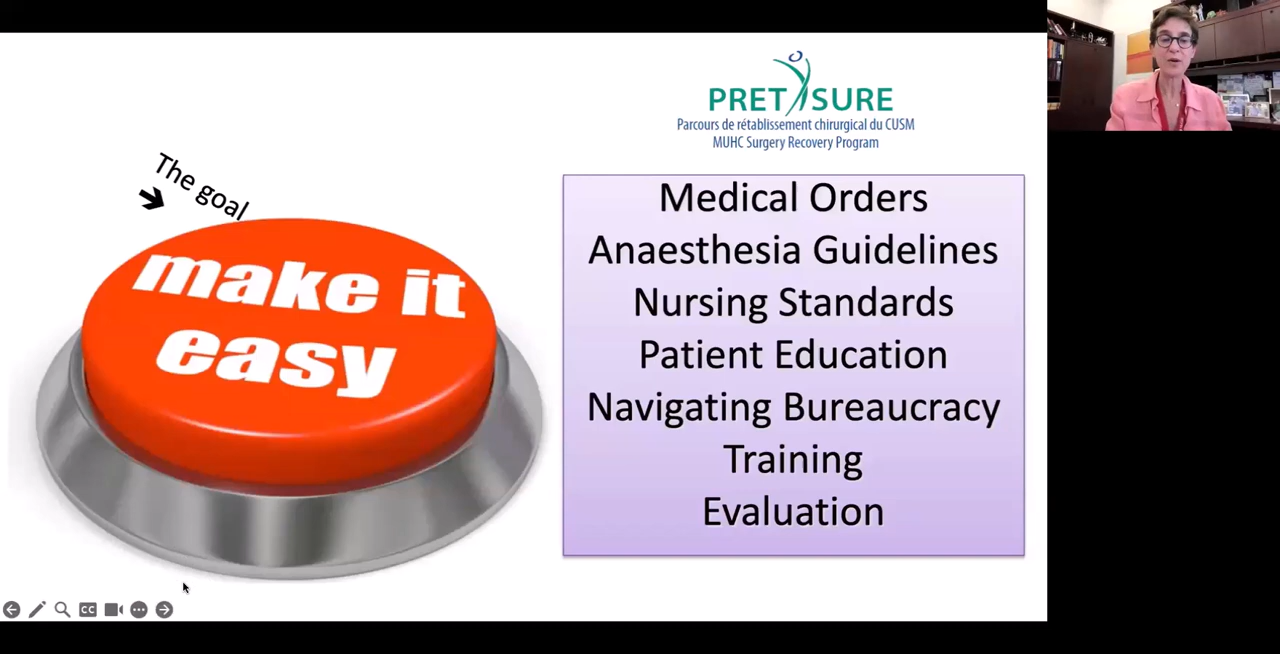 PRET SURE
Parcours de rétablissement chirurgical du CUSM
MUHC Surgery Recovery Program
The goal
make it
easy
Medical Orders
Anaesthesia Guidelines
Nursing Standards
Patient Education
Navigating Bureaucracy
Training
Evaluation
CC